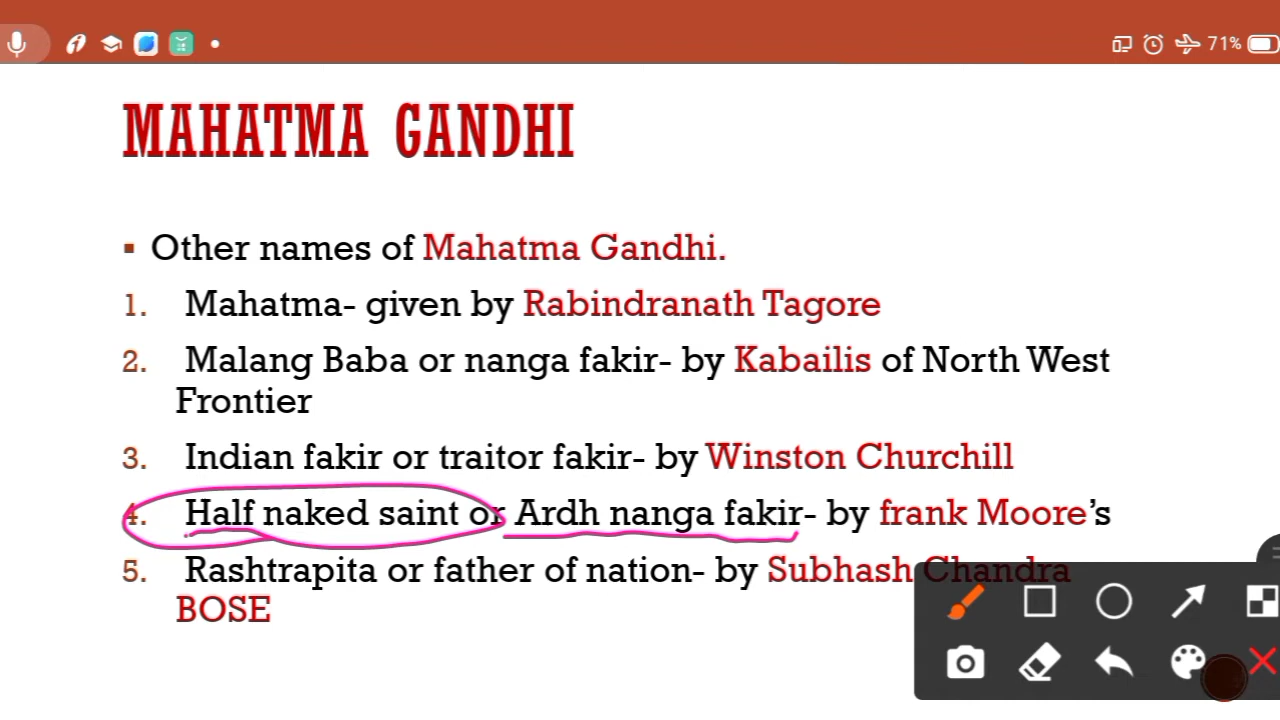 71%
MAHATMA GANDHI
▪ Other names of Mahatma Gandhi.
1. Mahatma- given by Rabindranath Tagore
2. Malang Baba or nanga fakir- by Kabailis of North West
Frontier
3. Indian fakir or traitor fakir- by Winston Churchill
4. Half naked saint or Ardh nanga fakir- by frank Moore’s
5. Rashtrapita or father of nation- by Subhash Chandra
BOSE